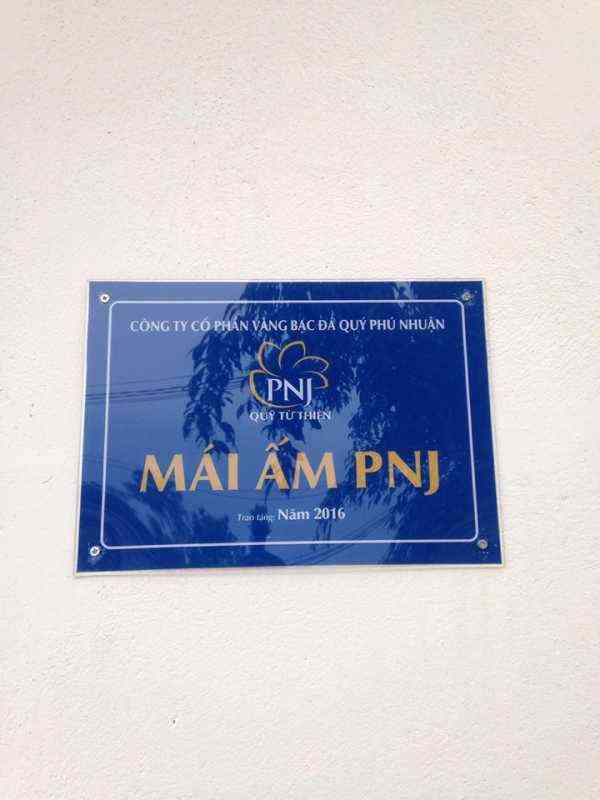 CÔNG TY CỔ PHẦN VÀNG BẠC ĐÁ QUÝ PHÚ NHUẬN
PNJ
QUỸ TỪ THIỆN
MÁI ẤM PNJ
Trao tặng: Năm 2016